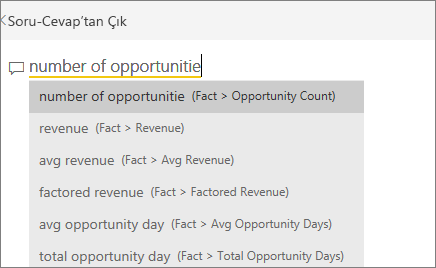 Soru-Cevap’tan Çık
number of opportunitie
number of opportunitie (Fact > Opportunity Count)
revenue (Fact > Revenue)
avg revenue (Fact > Avg Revenue)
factored revenue (Fact > Factored Revenue)
avg opportunity day (Fact > Avg Opportunity Days)
total opportunity day (Fact > Total Opportunity Days)